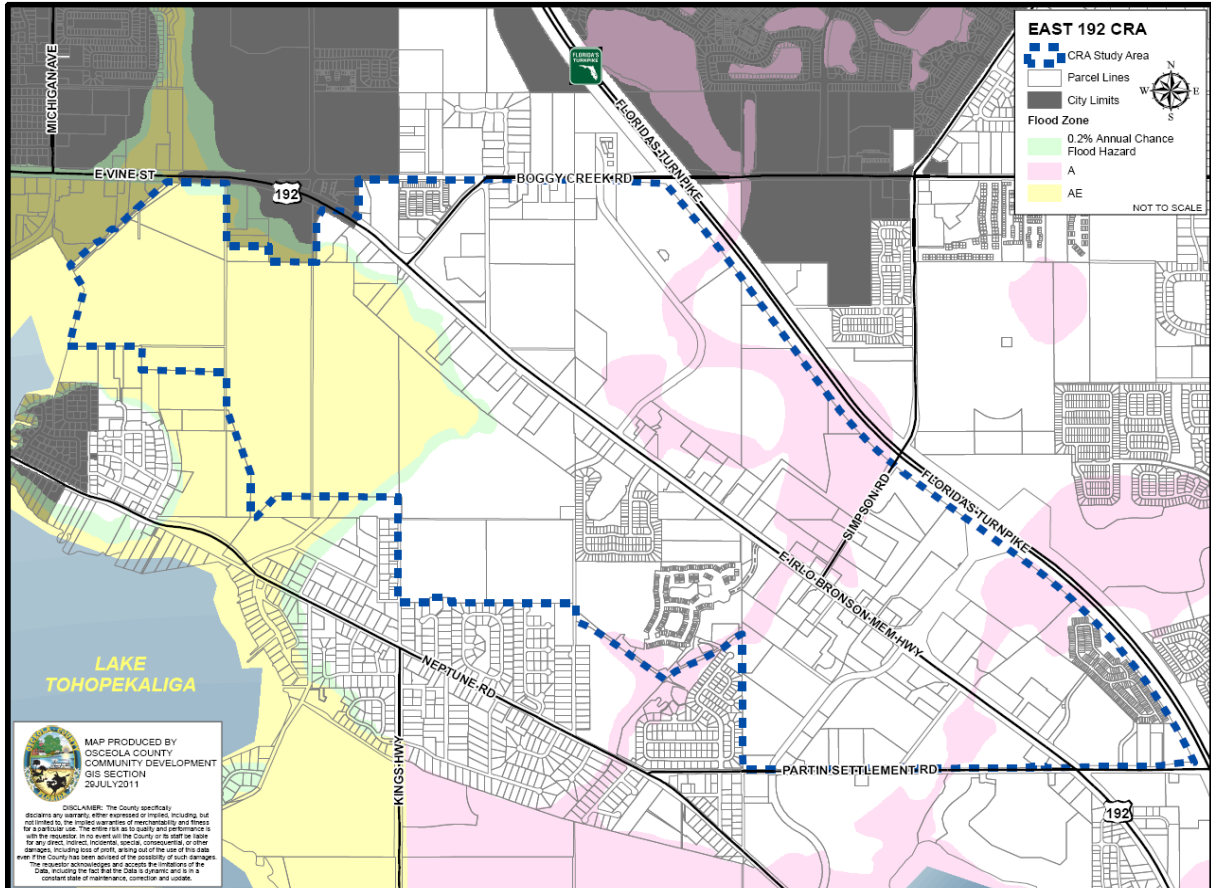 MICHIGAN AVE
FLORIDA'S
TURNPIKE
EAST 192 CRA
CRA Study Area
Parcel Lines
City Limits
Flood Zone
0.2% Annual Chance
Flood Hazard
A
AE
N
W E
S
NOT TO SCALE
FLORIDAS-TURNPIKE
E VINE ST
192
BOGGY CREEK RD
SIMPSON RD
FLORIDAS-TURNPIKE
E-IRLO-BRONSON-MEM-HWY
LAKE
TOHOPEKALIGA
NEPTUNE RD
KINGS-HWY
PARTIN SETTLEMENT RD
192
MAP PRODUCED BY
OSCEOLA COUNTY
COMMUNITY DEVELOPMENT
GIS SECTION
29JULY2011
DISCLAIMER: The County specifically
disclaims any warranty, either expressed or implied, including, but
not limited to, the implied warranties of merchantability and fitness
for a particular use. The entire risk as to quality and performance is
with the requestor. In no event will the County or its staff be liable
for any direct, indirect, incidental, special, consequential, or other
damages, including loss of profit, arising out of the use of this data
even if the County has been advised of the possibility of such damages.
The requestor acknowledges and accepts the limitations of the
Data, including the fact that the Data is dynamic and is in a
constant state of maintenance, correction and update.